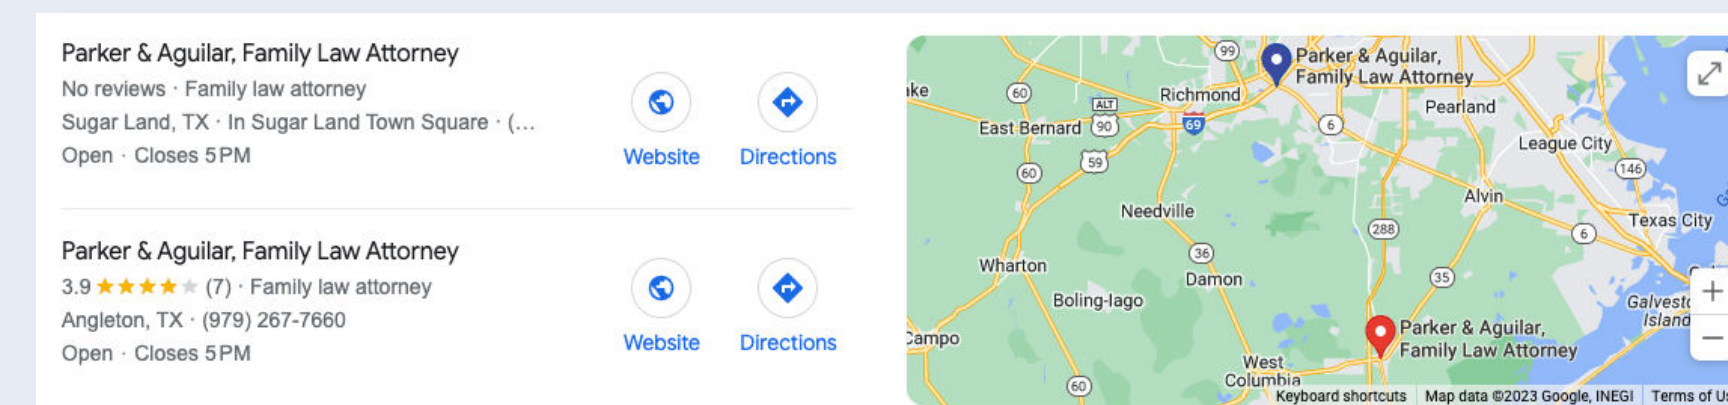 Parker & Aguilar, Family Law Attorney
No reviews · Family law attorney
Sugar Land, TX · In Sugar Land Town Square · (...
Open · Closes 5 PM
Website
Directions
Parker & Aguilar, Family Law Attorney
3.9 ★★★★★ (7) · Family law attorney
Angleton, TX · (979) 267-7660
Open · Closes 5 PM
Website
Directions
99
Parker & Aguilar,
Family Law Attorney
60
Richmond
ALT
90
East Bernard
69
6
Pearland
League City
59
146
60
Needville
Alvin
Texas City
288
6
36
Wharton
Damon
35
Boling-Iago
Galvest
Island
Parker & Aguilar,
Family Law Attorney
Campo
West
Columbia
60
Keyboard shortcuts
Map data ©2023 Google, INEGI
Terms of Us